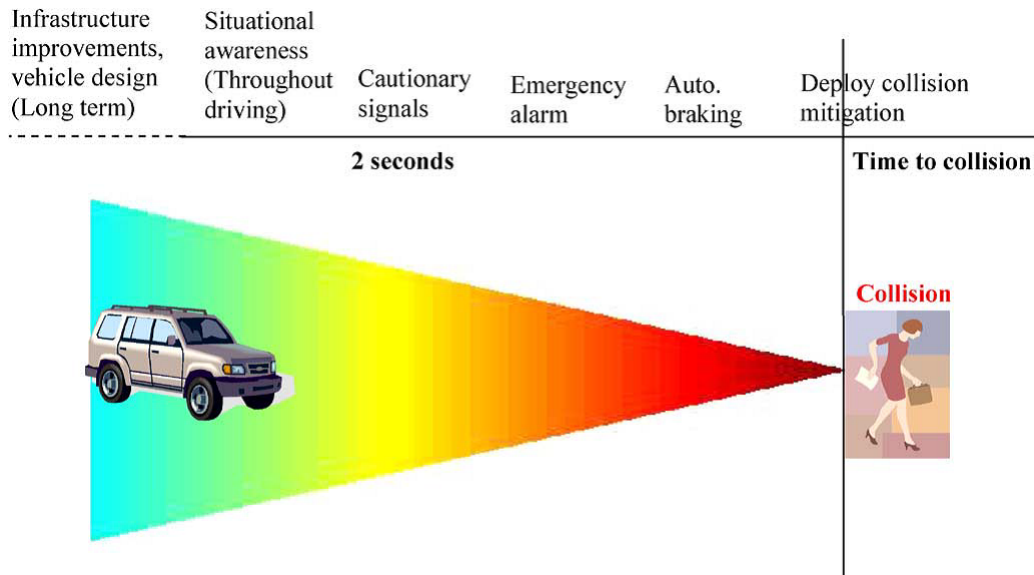 Infrastructure
improvements,
vehicle design
(Long term)
Situational
awareness
(Throughout
driving)
Cautionary
signals
Emergency
alarm
Auto.
braking
Deploy collision
mitigation
2 seconds
Time to collision
Collision